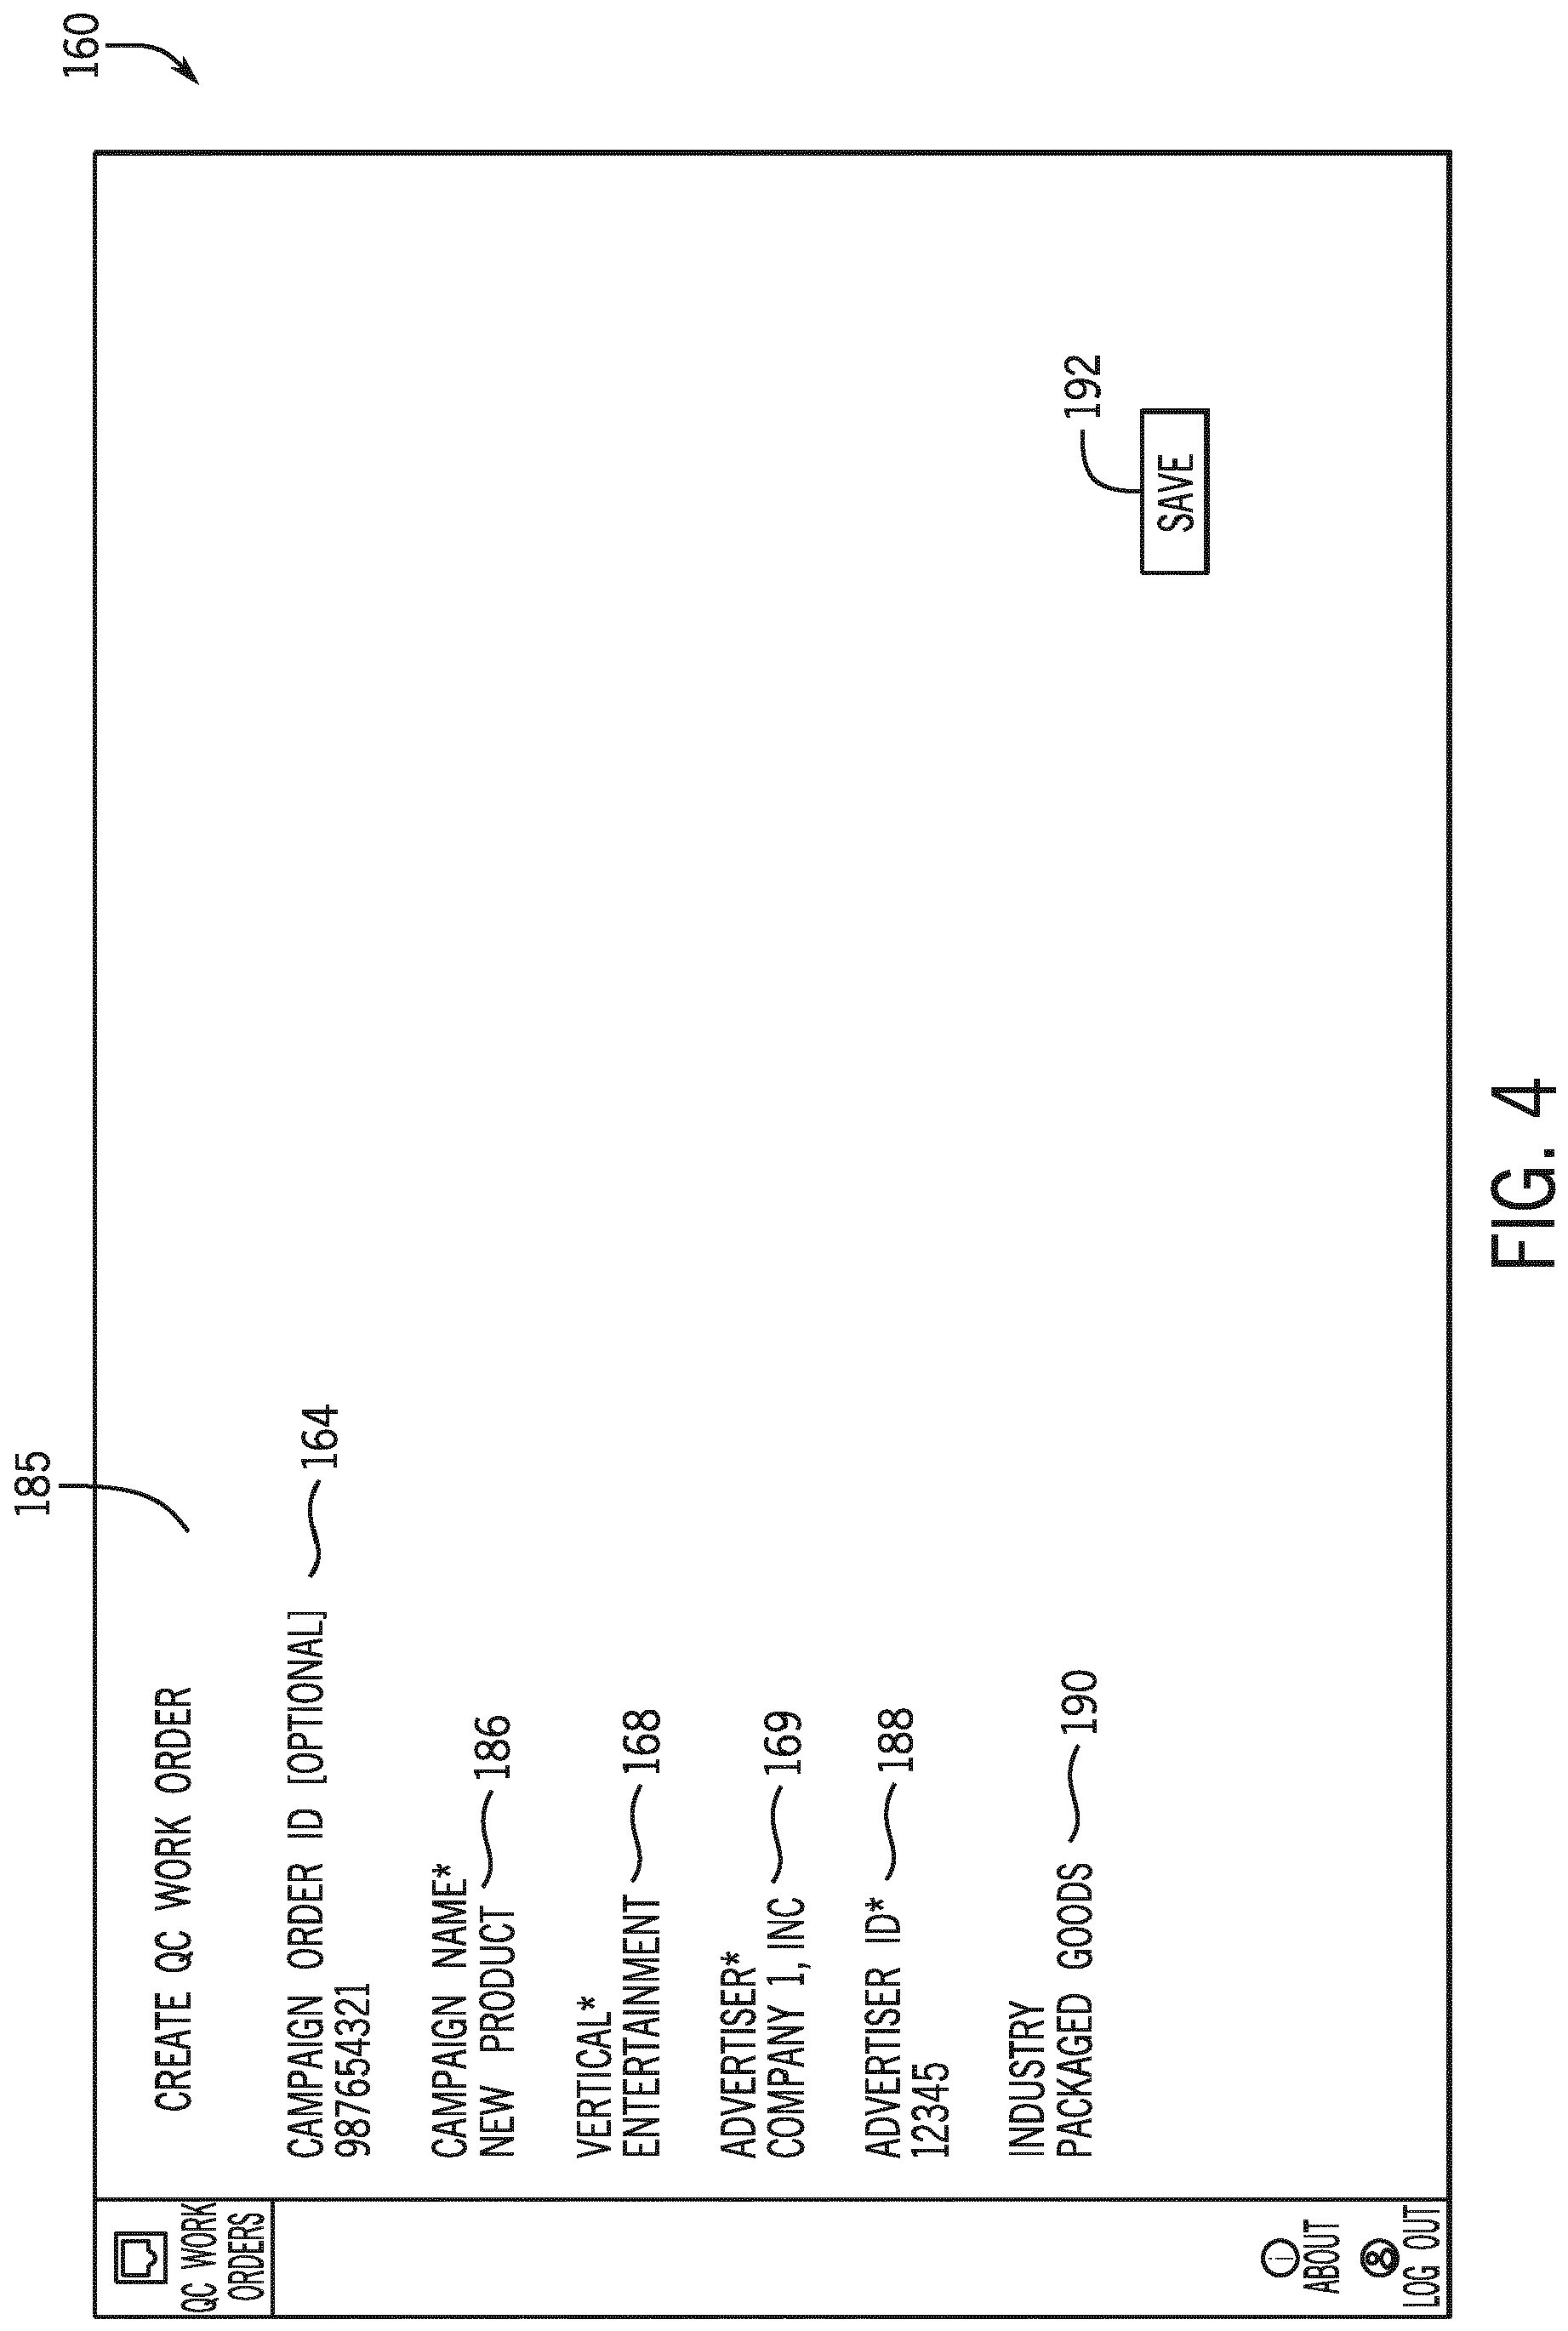 160
185
QC WORK
ORDERS
CREATE QC WORK ORDER
CAMPAIGN ORDER ID [OPTIONAL] 164
987654321
CAMPAIGN NAME*
NEW PRODUCT 186
VERTICAL*
ENTERTAINMENT 168
ADVERTISER*
COMPANY 1, INC 169
ADVERTISER ID* 188
12345
INDUSTRY
PACKAGED GOODS 190
192
SAVE
i
ABOUT
LOG OUT
FIG. 4